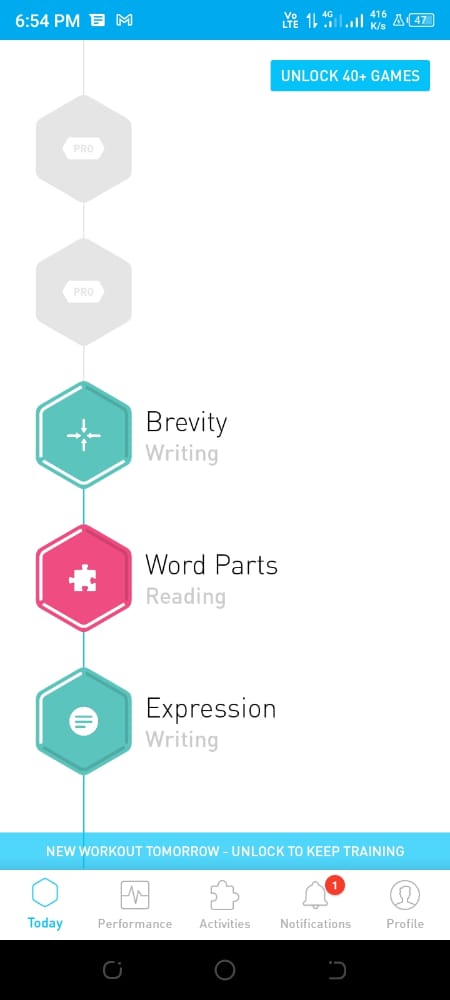 6:54 PM
Vo LTE 4G 416 K/s 47
UNLOCK 40+ GAMES
PRO
PRO
Brevity
Writing
Word Parts
Reading
Expression
Writing
NEW WORKOUT TOMORROW - UNLOCK TO KEEP TRAINING
1
Today Performance Activities Notifications Profile